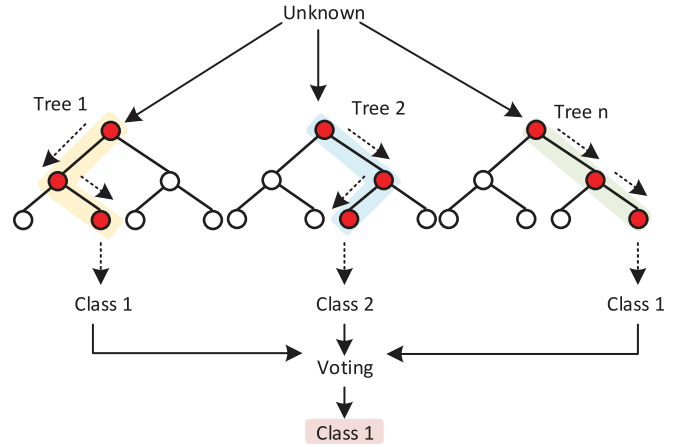 Unknown
Tree 1
Tree 2
Tree n
Class 1
Class 2
Class 1
Voting
Class 1